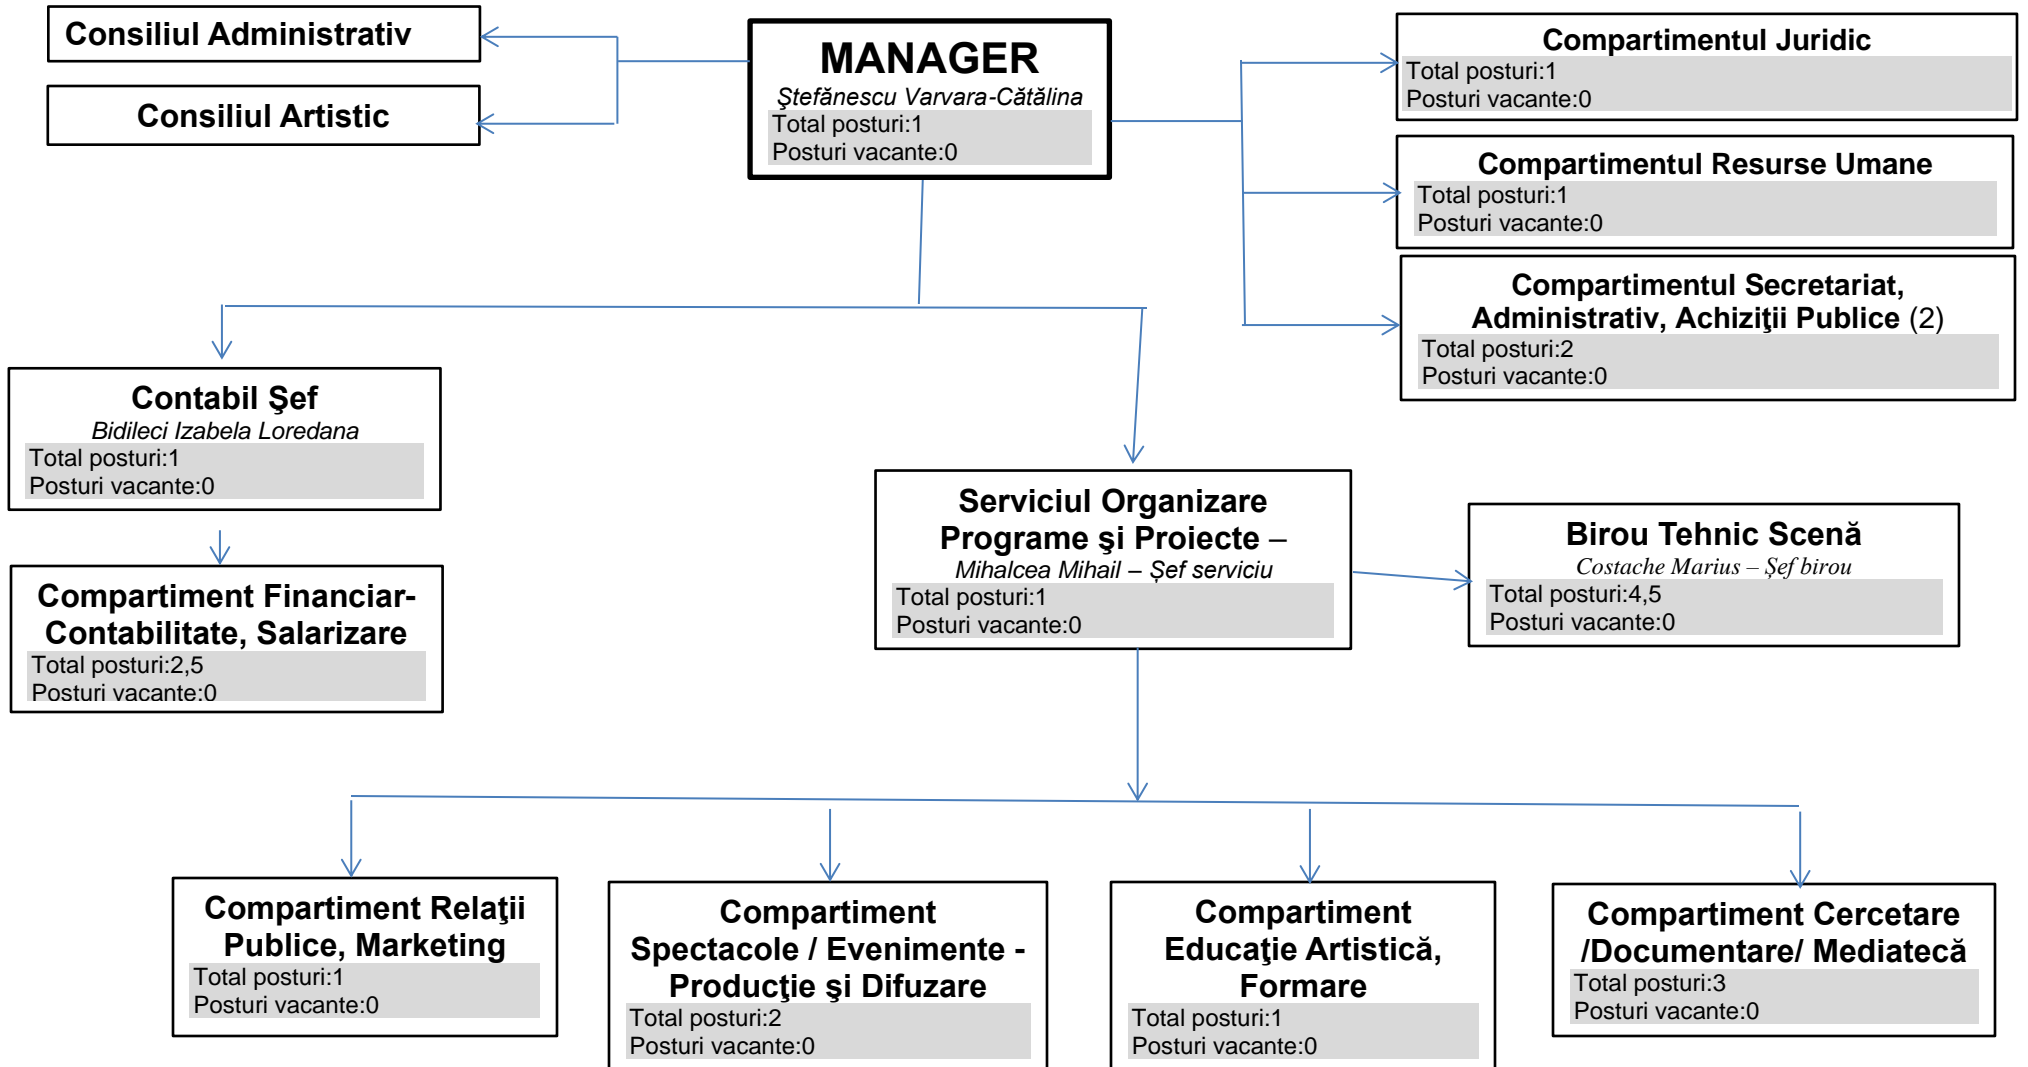 Consiliul Administrativ
Consiliul Artistic
MANAGER
Ştefănescu Varvara-Cătălina
Total posturi:1
Posturi vacante:0
Compartimentul Juridic
Total posturi:1
Posturi vacante:0
Compartimentul Resurse Umane
Total posturi:1
Posturi vacante:0
Compartimentul Secretariat,
Administrativ, Achiziţii Publice (2)
Total posturi:2
Posturi vacante:0
Contabil Şef
Bidileci Izabela Loredana
Total posturi:1
Posturi vacante:0
Compartiment Financiar-
Contabilitate, Salarizare
Total posturi:2,5
Posturi vacante:0
Serviciul Organizare
Programe şi Proiecte –
Mihalcea Mihail – Șef serviciu
Total posturi:1
Posturi vacante:0
Birou Tehnic Scenă
Costache Marius – Şef birou
Total posturi:4,5
Posturi vacante:0
Compartiment Relaţii
Publice, Marketing
Total posturi:1
Posturi vacante:0
Compartiment
Spectacole / Evenimente -
Producţie şi Difuzare
Total posturi:2
Posturi vacante:0
Compartiment
Educaţie Artistică,
Formare
Total posturi:1
Posturi vacante:0
Compartiment Cercetare
/Documentare/ Mediatecă
Total posturi:3
Posturi vacante:0